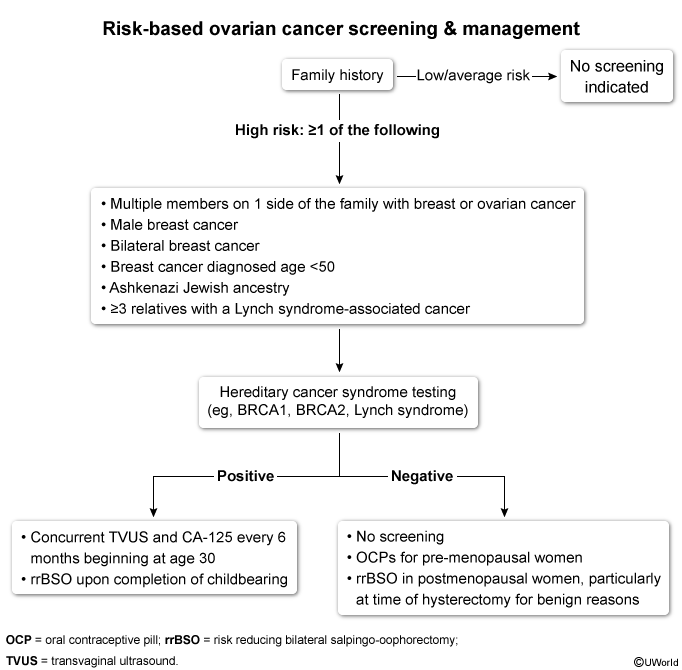 Risk-based ovarian cancer screening & management
Family history
Low/average risk
No screening
indicated
High risk: ≥1 of the following
• Multiple members on 1 side of the family with breast or ovarian cancer
• Male breast cancer
• Bilateral breast cancer
• Breast cancer diagnosed age <50
• Ashkenazi Jewish ancestry
• ≥3 relatives with a Lynch syndrome-associated cancer
Hereditary cancer syndrome testing
(eg, BRCA1, BRCA2, Lynch syndrome)
Positive
Negative
• Concurrent TVUS and CA-125 every 6
months beginning at age 30
• rrBSO upon completion of childbearing
• No screening
• OCPs for pre-menopausal women
• rrBSO in postmenopausal women, particularly
at time of hysterectomy for benign reasons
OCP = oral contraceptive pill; rrBSO = risk reducing bilateral salpingo-oophorectomy;
TVUS = transvaginal ultrasound.
©UWorld